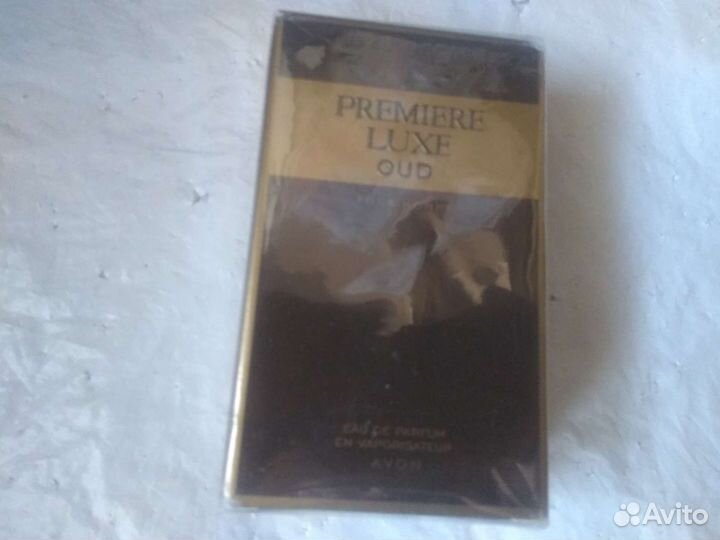 PREMIERE
LUXE
OUD
EAU DE PARFUM
EN VAPORISATEUR
AVON
Avito